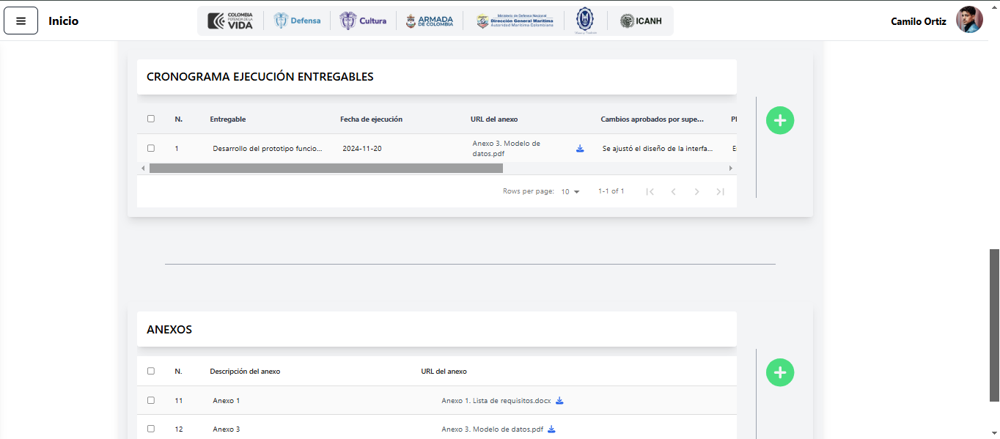 Inicio
COLOMBIA
POTENCIA DE LA
VIDA
Defensa
Cultura
ARMADA
DE COLOMBIA
Ministerio de Defensa Nacional
Dirección General Marítima
Autoridad Marítima Colombiana
ICANH
Camilo Ortiz
CRONOGRAMA EJECUCIÓN ENTREGABLES
N. Entregable Fecha de ejecución URL del anexo Cambios aprobados por supe... Pl
1 Desarrollo del prototipo funcio... 2024-11-20 Anexo 3. Modelo de
datos.pdf Se ajustó el diseño de la interfa... E
Rows per page: 10 1-1 of 1
ANEXOS
N. Descripción del anexo URL del anexo
11 Anexo 1 Anexo 1. Lista de requisitos.docx
12 Anexo 3 Anexo 3. Modelo de datos.pdf